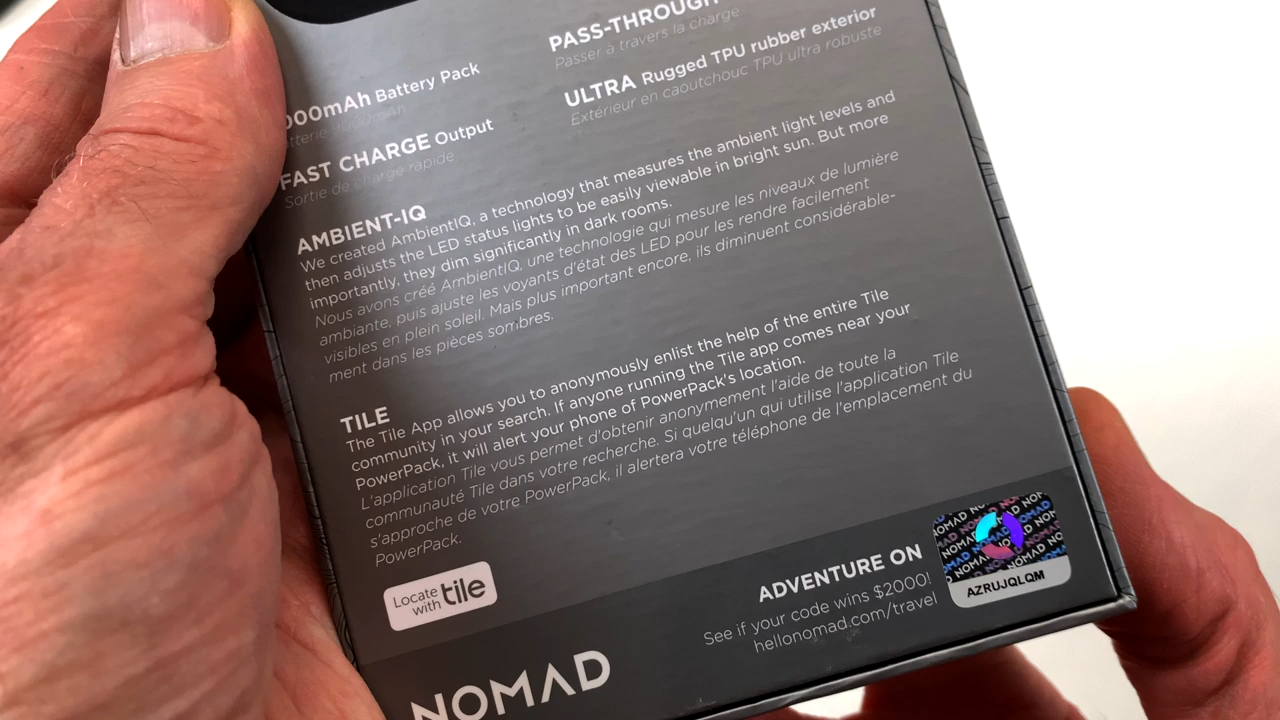 PASS-THROUGH
Passer à travers la charge
000mAh Battery Pack
ULTRA Rugged TPU rubber exterior
Extérieur en caoutchouc TPU ultra robuste
FAST CHARGE Output
Sortie de charge rapide
AMBIENT-IQ
We created AmbientIQ, a technology that measures the ambient light levels and
then adjusts the LED status lights to be easily viewable in bright sun. But more
importantly, they dim significantly in dark rooms.
Nous avons créé AmbientIQ, une technologie qui mesure les niveaux de lumière
ambiante, puis ajuste les voyants d'état des LED pour les rendre facilement
visibles en plein soleil. Mais plus important encore, ils diminuent considérable-
ment dans les pièces sombres.
TILE
The Tile App allows you to anonymously enlist the help of the entire Tile
community in your search. If anyone running the Tile app comes near your
PowerPack, it will alert your phone of PowerPack's location.
L'application Tile vous permet d'obtenir anonymement l'aide de toute la
communauté Tile dans votre recherche. Si quelqu'un qui utilise l'application Tile
s'approche de votre PowerPack, il alertera votre téléphone de l'emplacement du
PowerPack.
Locate
with tile
ADVENTURE ON
See if your code wins $2000!
hellonomad.com/travel
NOMAD
AZRUJQLQM
NOMAD